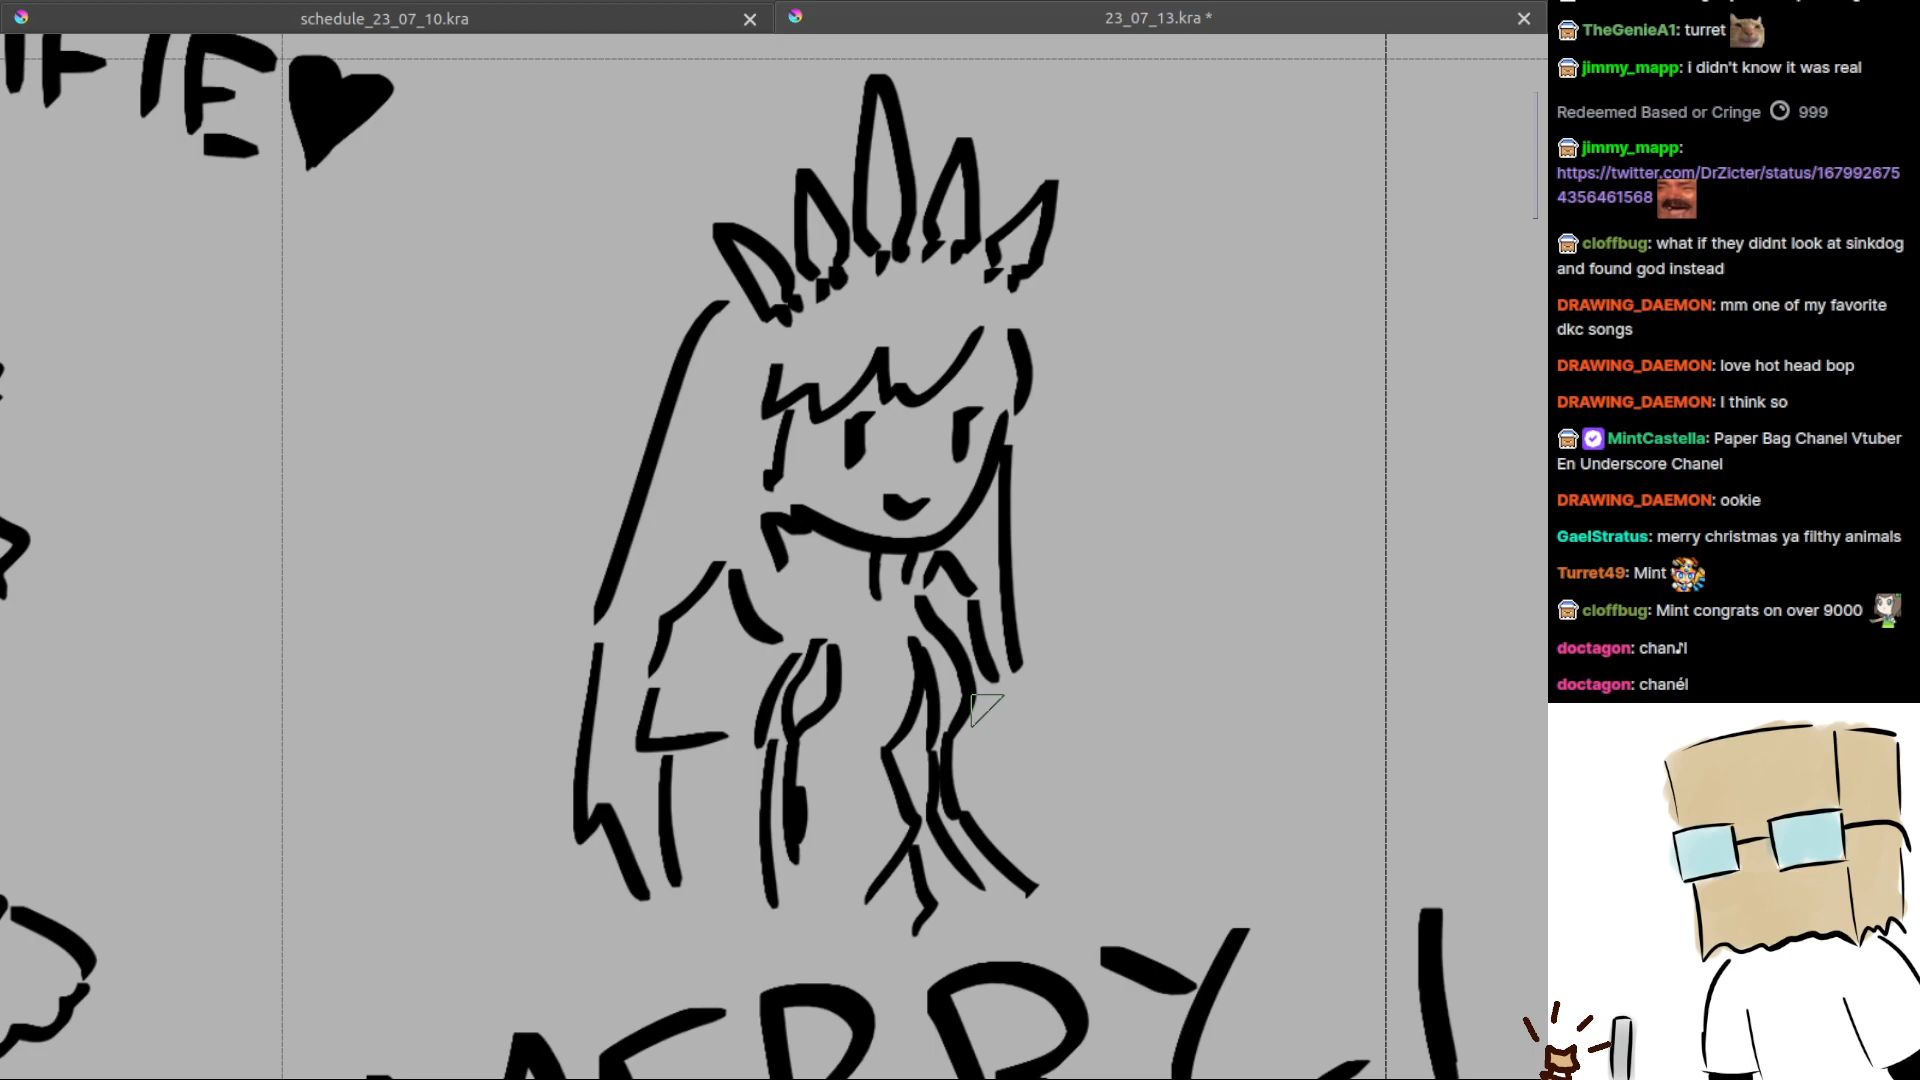 schedule_23_07_10.kra
23_07_13.kra *
TheGenieA1: turret
jimmy_mapp: i didn't know it was real
Redeemed Based or Cringe 999
jimmy_mapp:
https://twitter.com/DrZicter/status/167992675
4356461568
cloffbug: what if they didnt look at sinkdog
and found god instead
DRAWING_DAEMON: mm one of my favorite
dkc songs
DRAWING_DAEMON: love hot head bop
DRAWING_DAEMON: I think so
MintCastella: Paper Bag Chanel Vtuber
En Underscore Chanel
DRAWING_DAEMON: ookie
GaelStratus: merry christmas ya filthy animals
Turret49: Mint
cloffbug: Mint congrats on over 9000
doctagon: chan♪l
doctagon: chanél